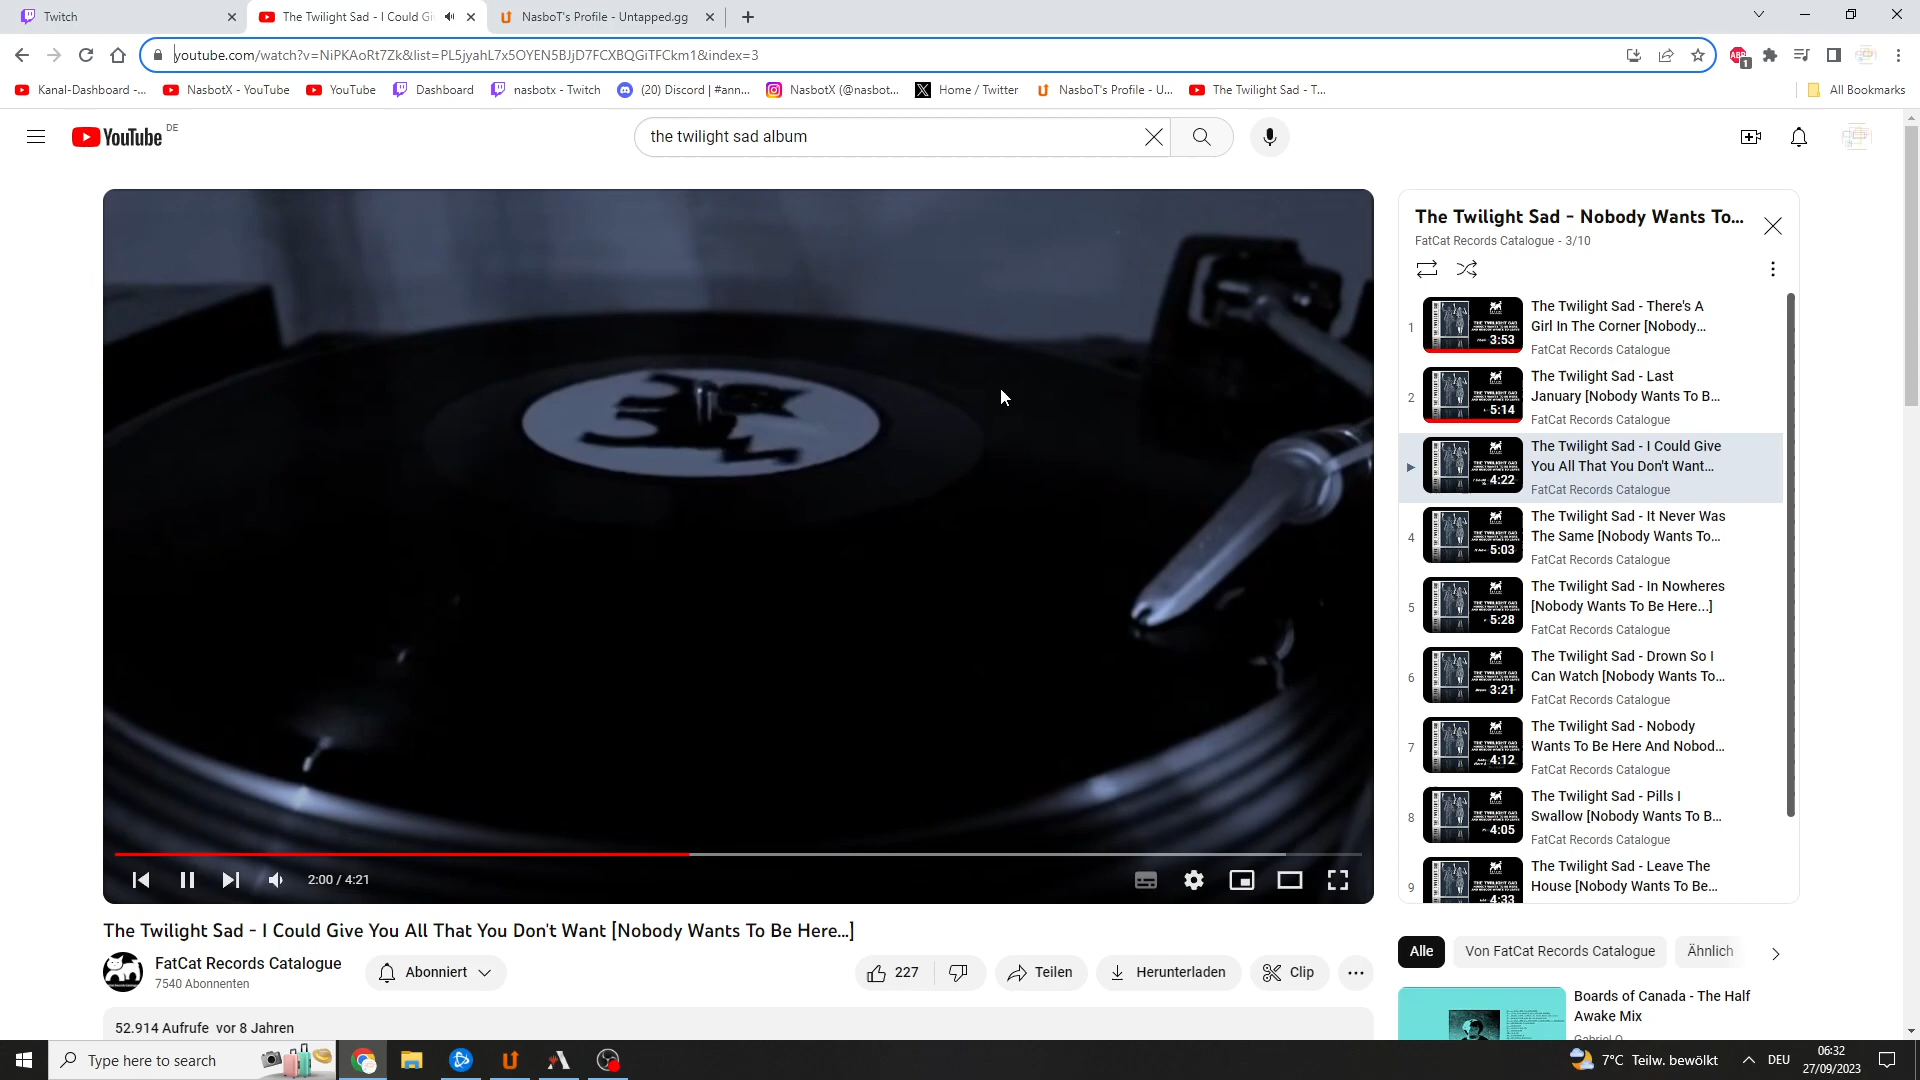 Twitch
The Twilight Sad - I Could Gi
NasboT's Profile - Untapped.gg
youtube.com/watch?v=NiPKAoRt7Zk&list=PL5jyahL7x5OYEN5BJjD7FCXBQGiTFCkm1&index=3
ABP
1
Kanal-Dashboard -...
NasbotX - YouTube
YouTube
Dashboard
nasbotx - Twitch
(20) Discord | #ann...
NasbotX (@nasbot...
Home / Twitter
NasboT's Profile - U...
The Twilight Sad - T...
All Bookmarks
YouTube DE
the twilight sad album
The Twilight Sad - Nobody Wants To...
FatCat Records Catalogue - 3/10
1
3:53
The Twilight Sad - There's A
Girl In The Corner [Nobody...
FatCat Records Catalogue
2
5:14
The Twilight Sad - Last
January [Nobody Wants To B...
FatCat Records Catalogue
4:22
The Twilight Sad - I Could Give
You All That You Don't Want...
FatCat Records Catalogue
4
5:03
The Twilight Sad - It Never Was
The Same [Nobody Wants To...
FatCat Records Catalogue
5
5:28
The Twilight Sad - In Nowheres
[Nobody Wants To Be Here...]
FatCat Records Catalogue
6
3:21
The Twilight Sad - Drown So I
Can Watch [Nobody Wants To...
FatCat Records Catalogue
7
4:12
The Twilight Sad - Nobody
Wants To Be Here And Nobod...
FatCat Records Catalogue
8
4:05
The Twilight Sad - Pills I
Swallow [Nobody Wants To B...
FatCat Records Catalogue
9
4:33
The Twilight Sad - Leave The
House [Nobody Wants To Be...
2:00 / 4:21
The Twilight Sad - I Could Give You All That You Don't Want [Nobody Wants To Be Here...]
FatCat Records Catalogue
7540 Abonnenten
Abonniert
227
Teilen
Herunterladen
Clip
52.914 Aufrufe vor 8 Jahren
Alle
Von FatCat Records Catalogue
Ähnlich
Boards of Canada - The Half
Awake Mix
Gabriel O
Type here to search
7°C Teilw. bewölkt
DEU
06:32
27/09/2023